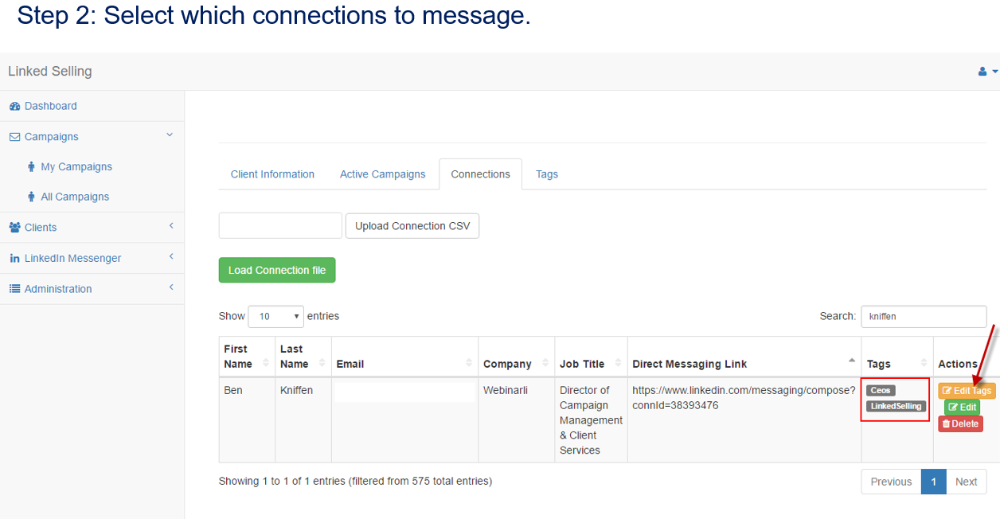 Step 2: Select which connections to message.
Linked Selling
Dashboard
Campaigns
My Campaigns
All Campaigns
Clients
LinkedIn Messenger
Administration
Client Information
Active Campaigns
Connections
Tags
Upload Connection CSV
Load Connection file
Show 10 entries
Search: kniffen
First Name
Last Name
Email
Company
Job Title
Direct Messaging Link
Tags
Actions
Ben
Kniffen
Webinarli
Director of
Campaign
Management
& Client
Services
https://www.linkedin.com/messaging/compose?
connId=38393476
Ceos
LinkedSelling
Edit Tags
Edit
Delete
Showing 1 to 1 of 1 entries (filtered from 575 total entries)
Previous 1 Next